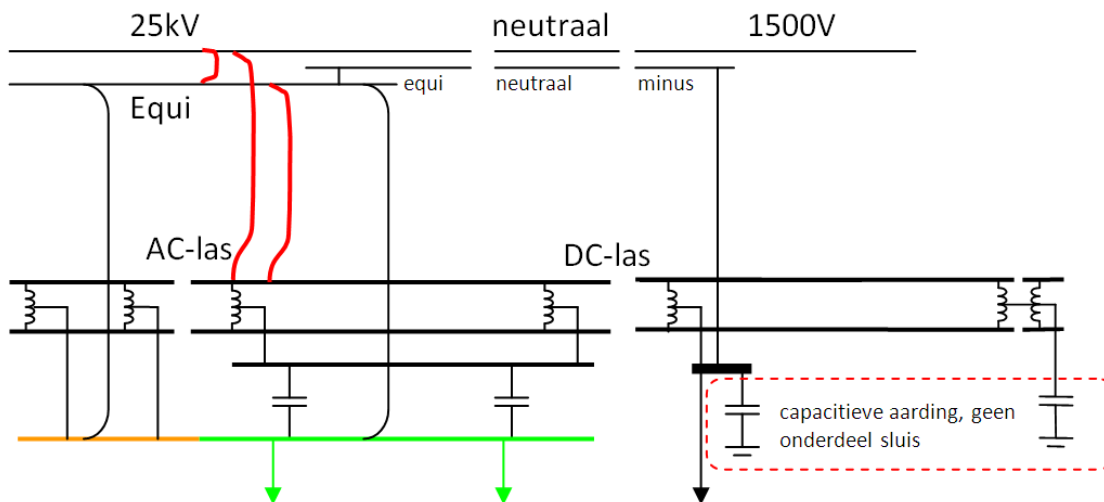 25kV
neutraal
1500V
equi
neutraal
minus
Equi
AC-las
DC-las
capacitieve aarding, geen
onderdeel sluis